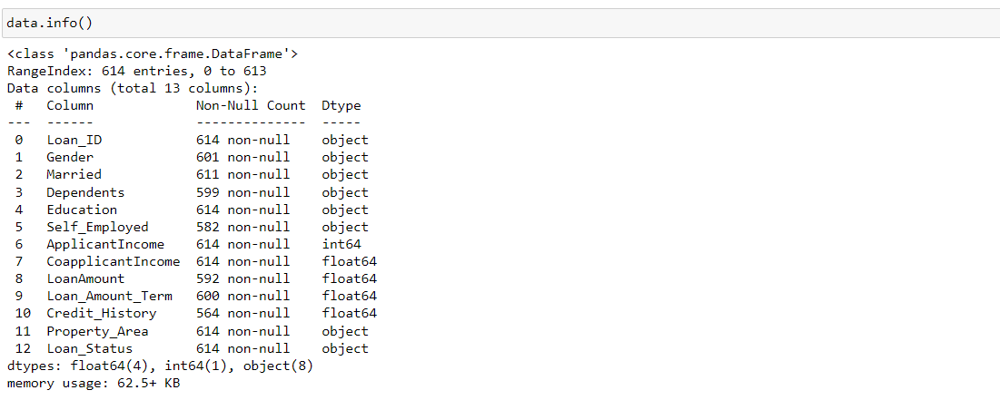 data.info()
<class 'pandas.core.frame.DataFrame'>
RangeIndex: 614 entries, 0 to 613
Data columns (total 13 columns):
 #   Column             Non-Null Count  Dtype
---  ------             --------------  -----
 0   Loan_ID            614 non-null    object
 1   Gender             601 non-null    object
 2   Married            611 non-null    object
 3   Dependents         599 non-null    object
 4   Education          614 non-null    object
 5   Self_Employed      582 non-null    object
 6   ApplicantIncome    614 non-null    int64
 7   CoapplicantIncome  614 non-null    float64
 8   LoanAmount         592 non-null    float64
 9   Loan_Amount_Term   600 non-null    float64
 10  Credit_History     564 non-null    float64
 11  Property_Area      614 non-null    object
 12  Loan_Status        614 non-null    object
dtypes: float64(4), int64(1), object(8)
memory usage: 62.5+ KB